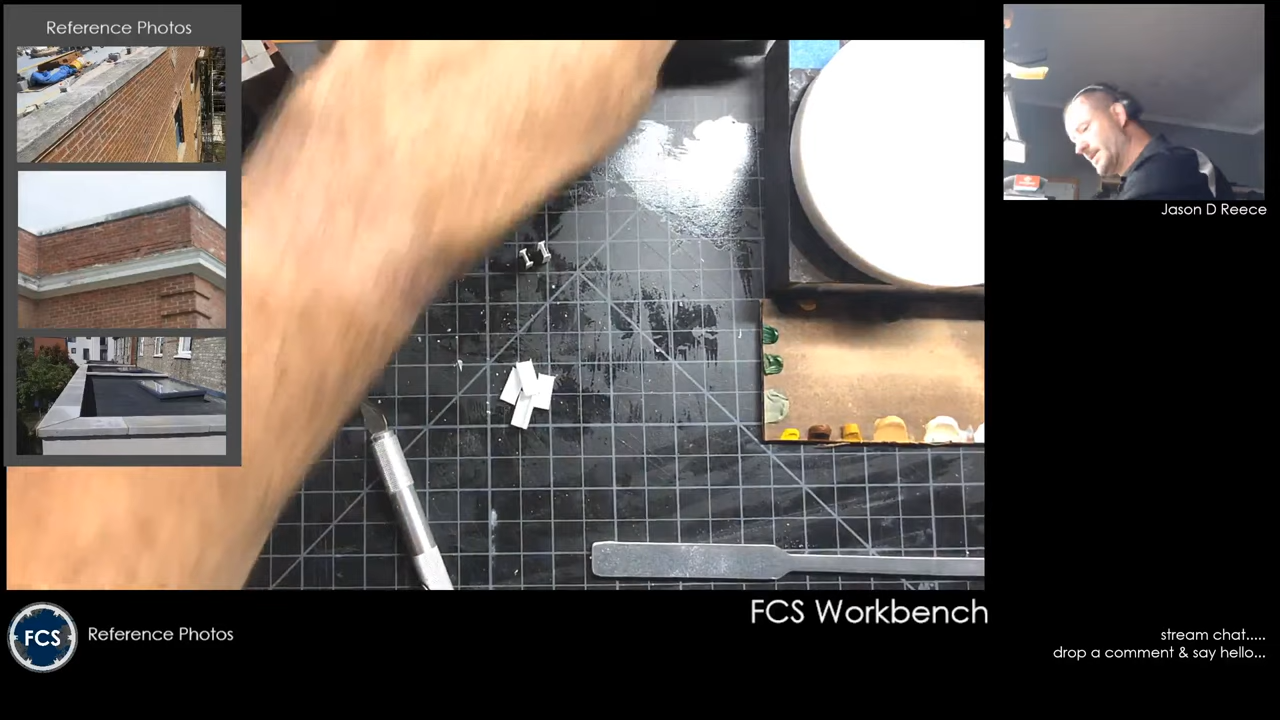 Reference Photos
Jason D Reece
FCS Workbench
FCS
Reference Photos
stream chat.....
drop a comment & say hello...